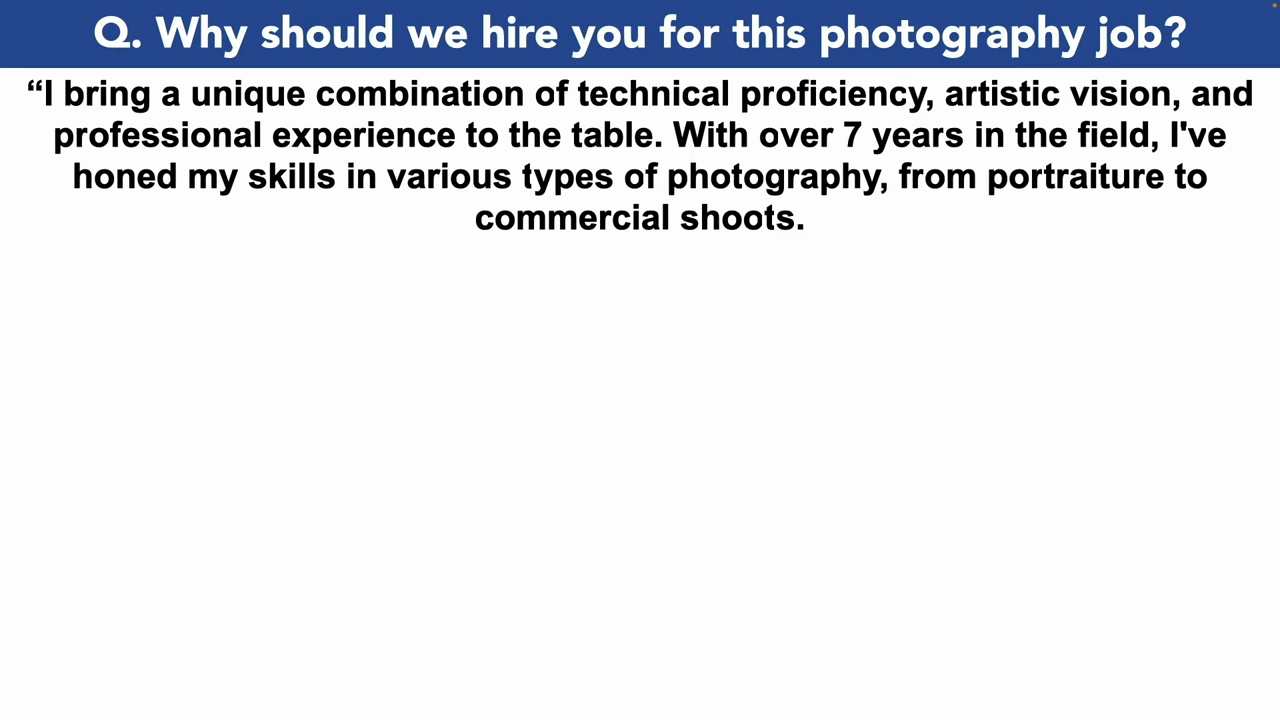 Q. Why should we hire you for this photography job?
“I bring a unique combination of technical proficiency, artistic vision, and
professional experience to the table. With over 7 years in the field, I've
honed my skills in various types of photography, from portraiture to
commercial shoots.